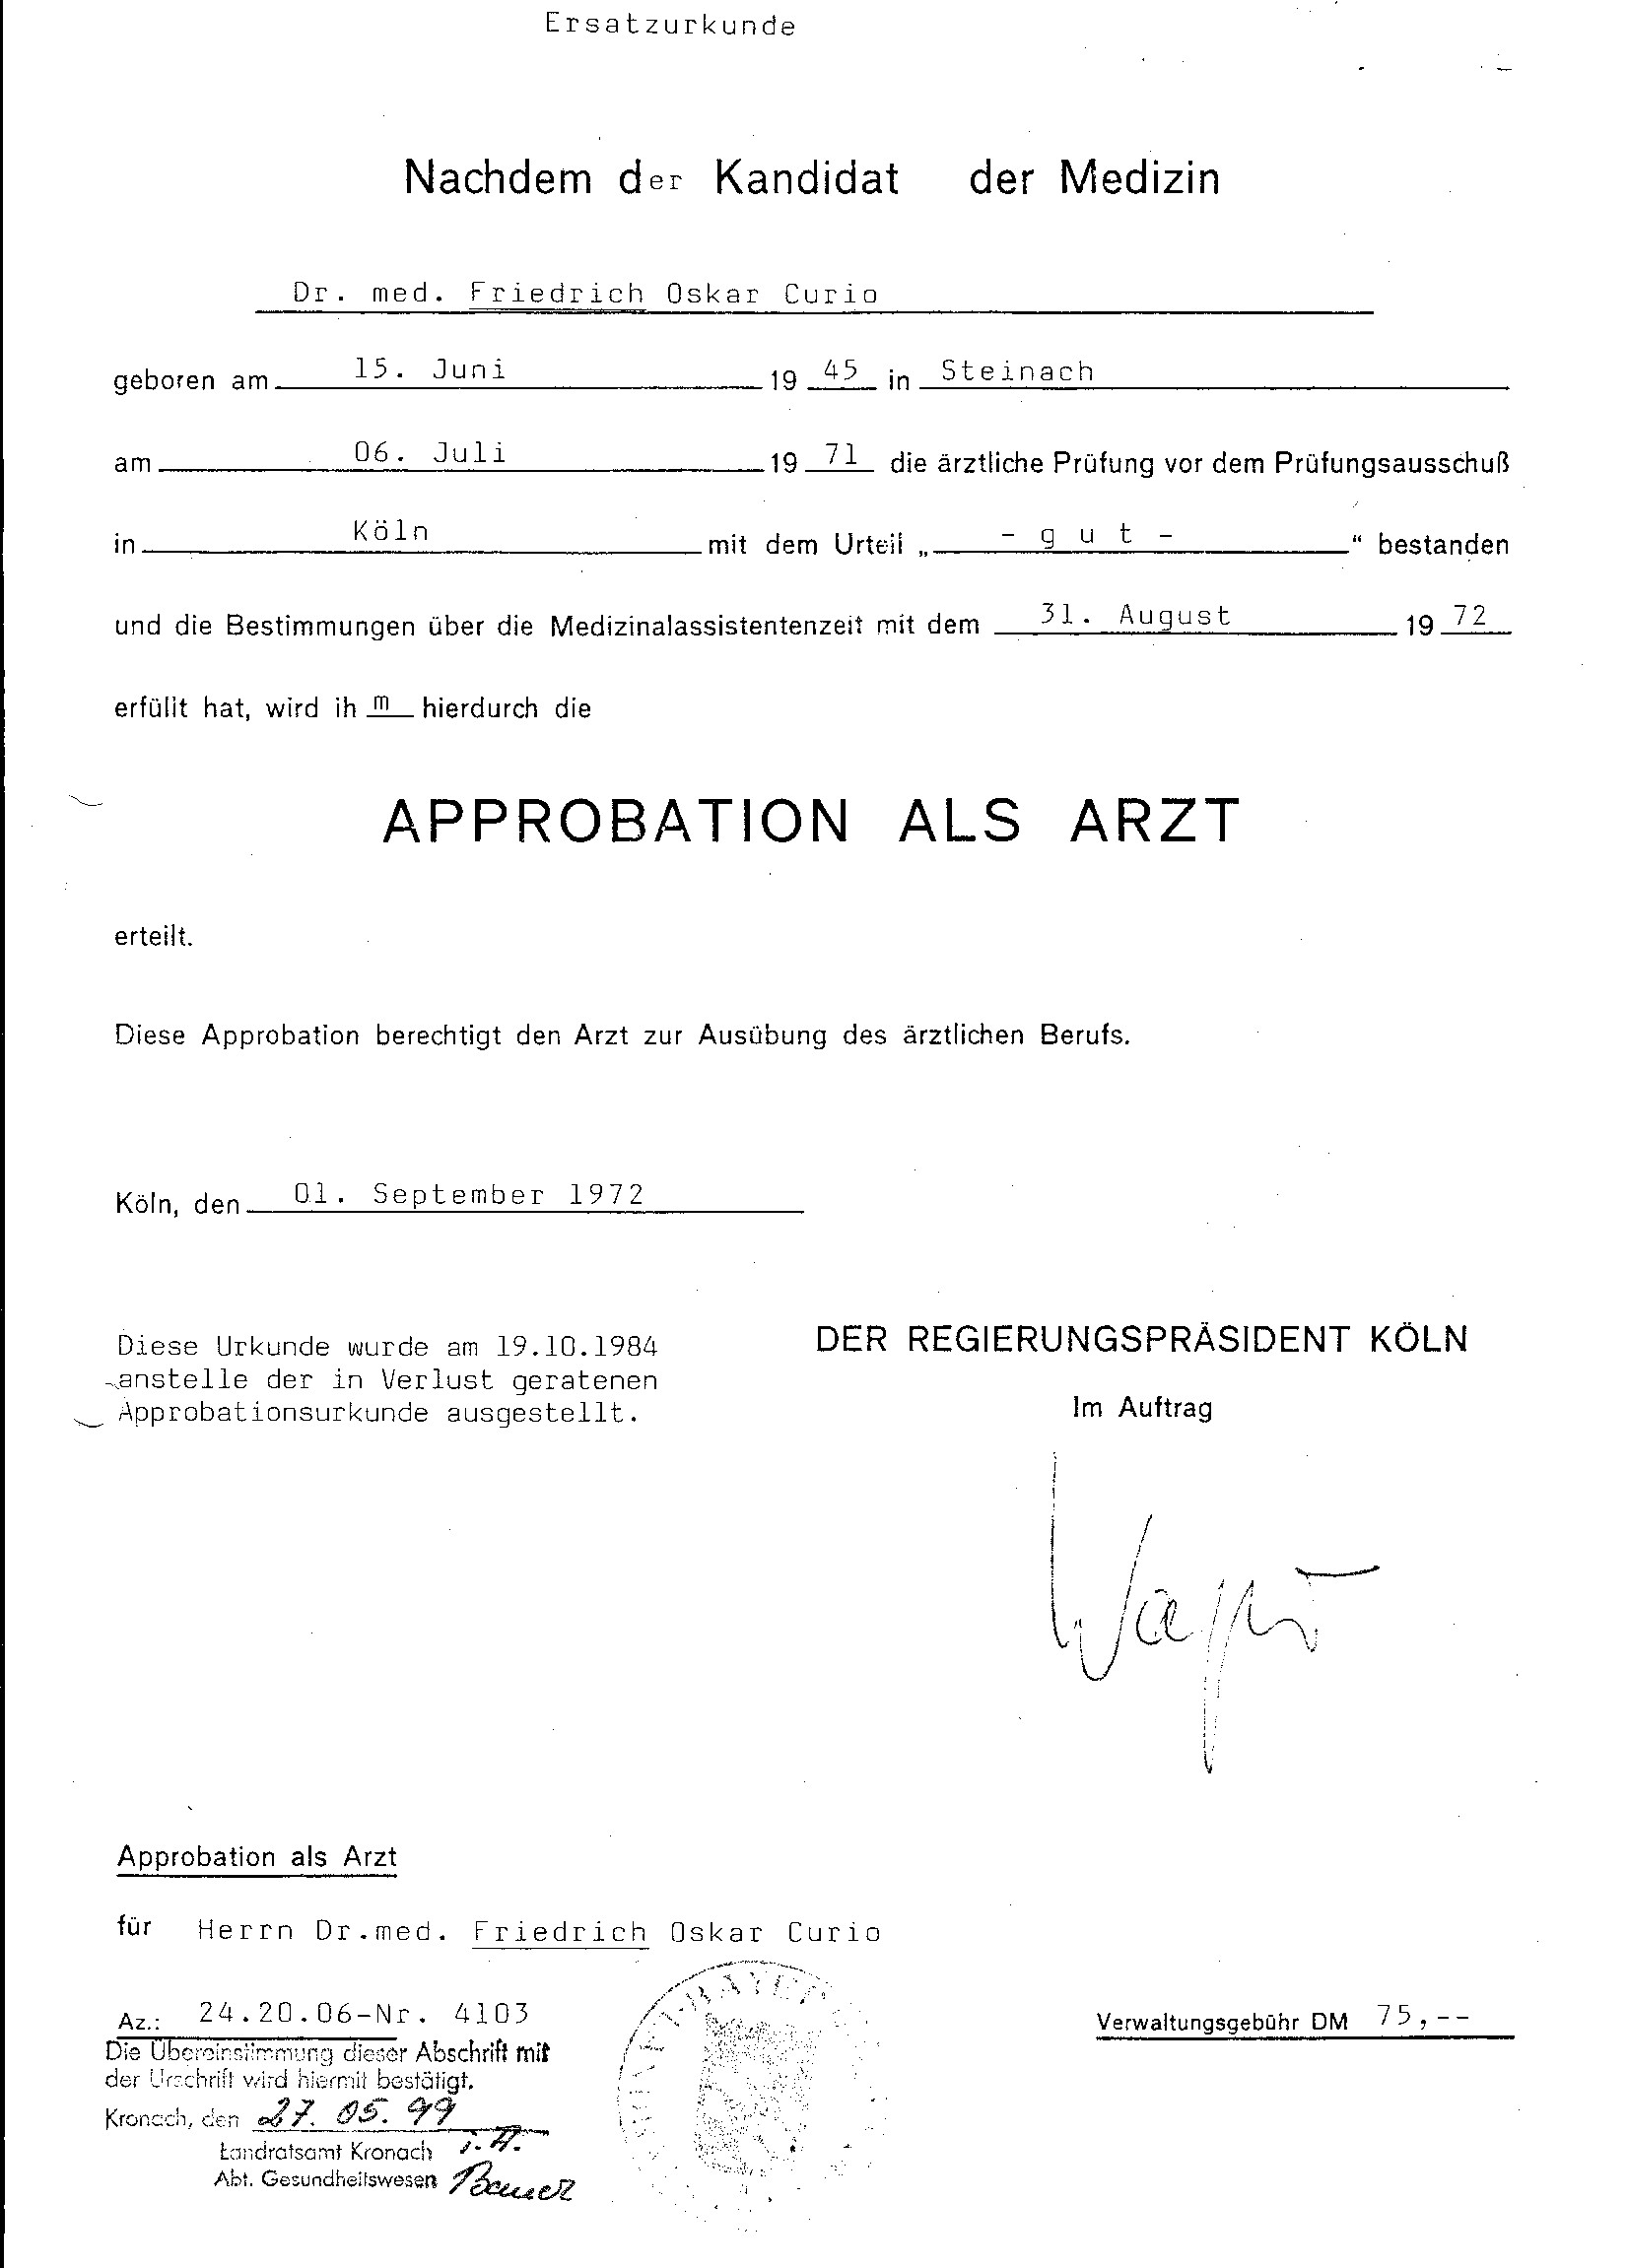 Ersatzurkunde
Nachdem der Kandidat der Medizin
Dr. med. Friedrich Oskar Curio
geboren am 15. Juni 19 45 in Steinach
am 06. Juli 19 71 die ärztliche Prüfung vor dem Prüfungsausschuß
in Köln mit dem Urteil „ - g u t - “ bestanden
und die Bestimmungen über die Medizinalassistentenzeit mit dem 31. August 19 72
erfüllt hat, wird ih m hierdurch die
APPROBATION ALS ARZT
erteilt.
Diese Approbation berechtigt den Arzt zur Ausübung des ärztlichen Berufs.
Köln, den 01. September 1972
Diese Urkunde wurde am 19.10.1984
anstelle der in Verlust geratenen
Approbationsurkunde ausgestellt.
DER REGIERUNGSPRÄSIDENT KÖLN
Im Auftrag
Approbation als Arzt
für Herrn Dr.med. Friedrich Oskar Curio
Az.: 24.20.06-Nr. 4103
Verwaltungsgebühr DM 75,--
Die Übereinstimmung dieser Abschrift mit
der Urschrift wird hiermit bestätigt.
Kronach, den 27. 05. 99
Landratsamt Kronach i. A.
Abt. Gesundheitswesen